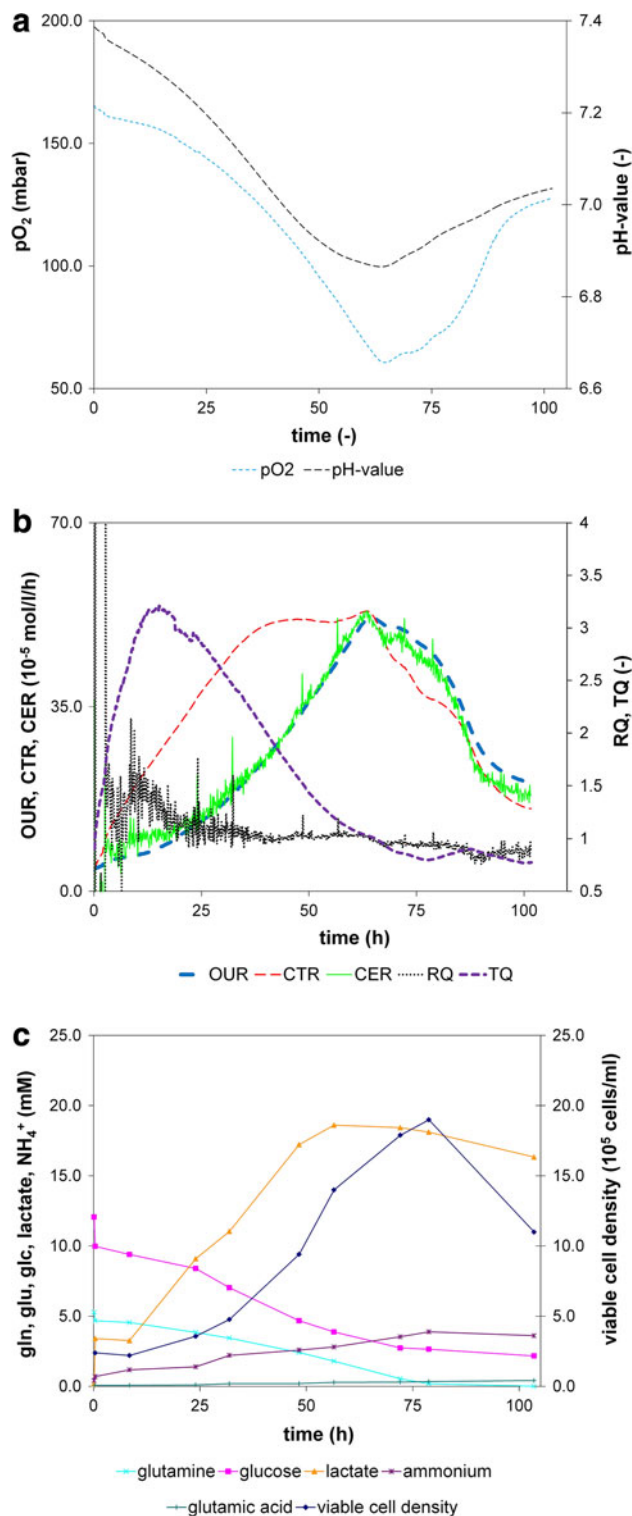 a
200.0
150.0
100.0
50.0
pO2 (mbar)
7.4
7.2
7.0
6.8
6.6
pH-value (-)
0 25 50 75 100
time (-)
pO2 pH-value
b
70.0
35.0
0.0
OUR, CTR, CER (10-5 mol/l/h)
4
3.5
3
2.5
2
1.5
1
0.5
RQ, TQ (-)
0 25 50 75 100
time (h)
OUR CTR CER RQ TQ
c
25.0
20.0
15.0
10.0
5.0
0.0
gln, glu, glc, lactate, NH4+ (mM)
25.0
20.0
15.0
10.0
5.0
0.0
viable cell density (105 cells/ml)
0 25 50 75 100
time (h)
glutamine glucose lactate ammonium
glutamic acid viable cell density